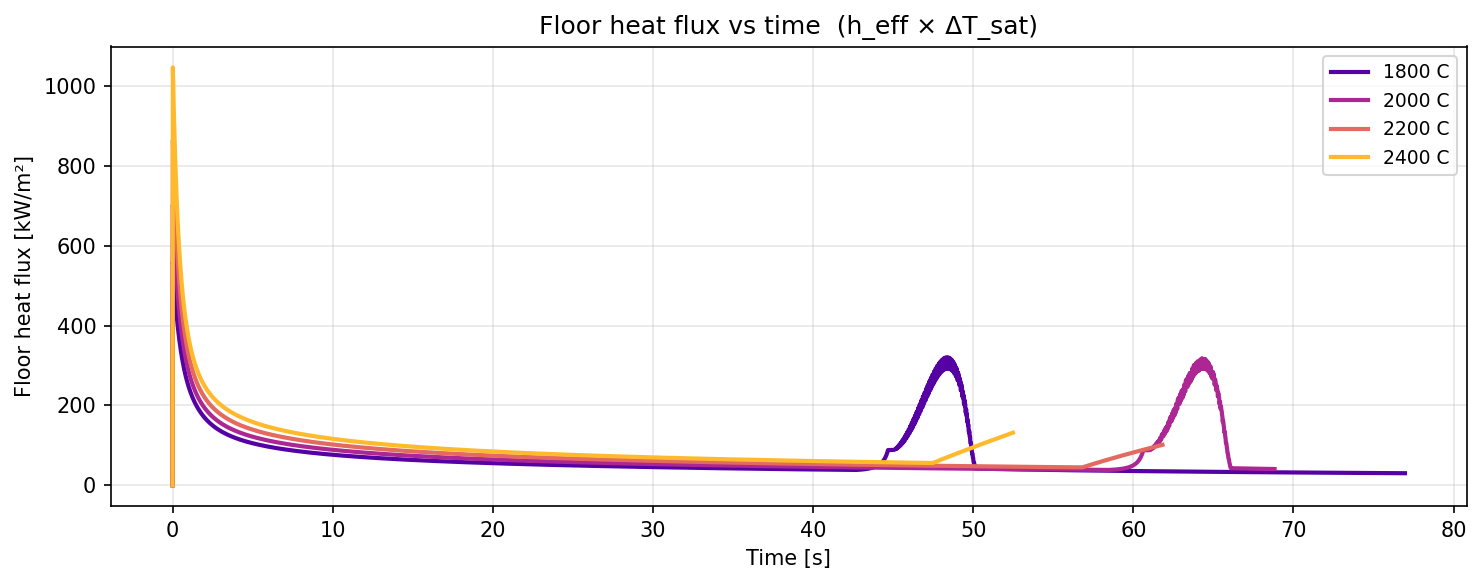 Floor heat flux vs time  (h_eff × ΔT_sat)
Floor heat flux [kW/m²]
1000
800
600
400
200
0
1800 C
2000 C
2200 C
2400 C
0 10 20 30 40 50 60 70 80
Time [s]